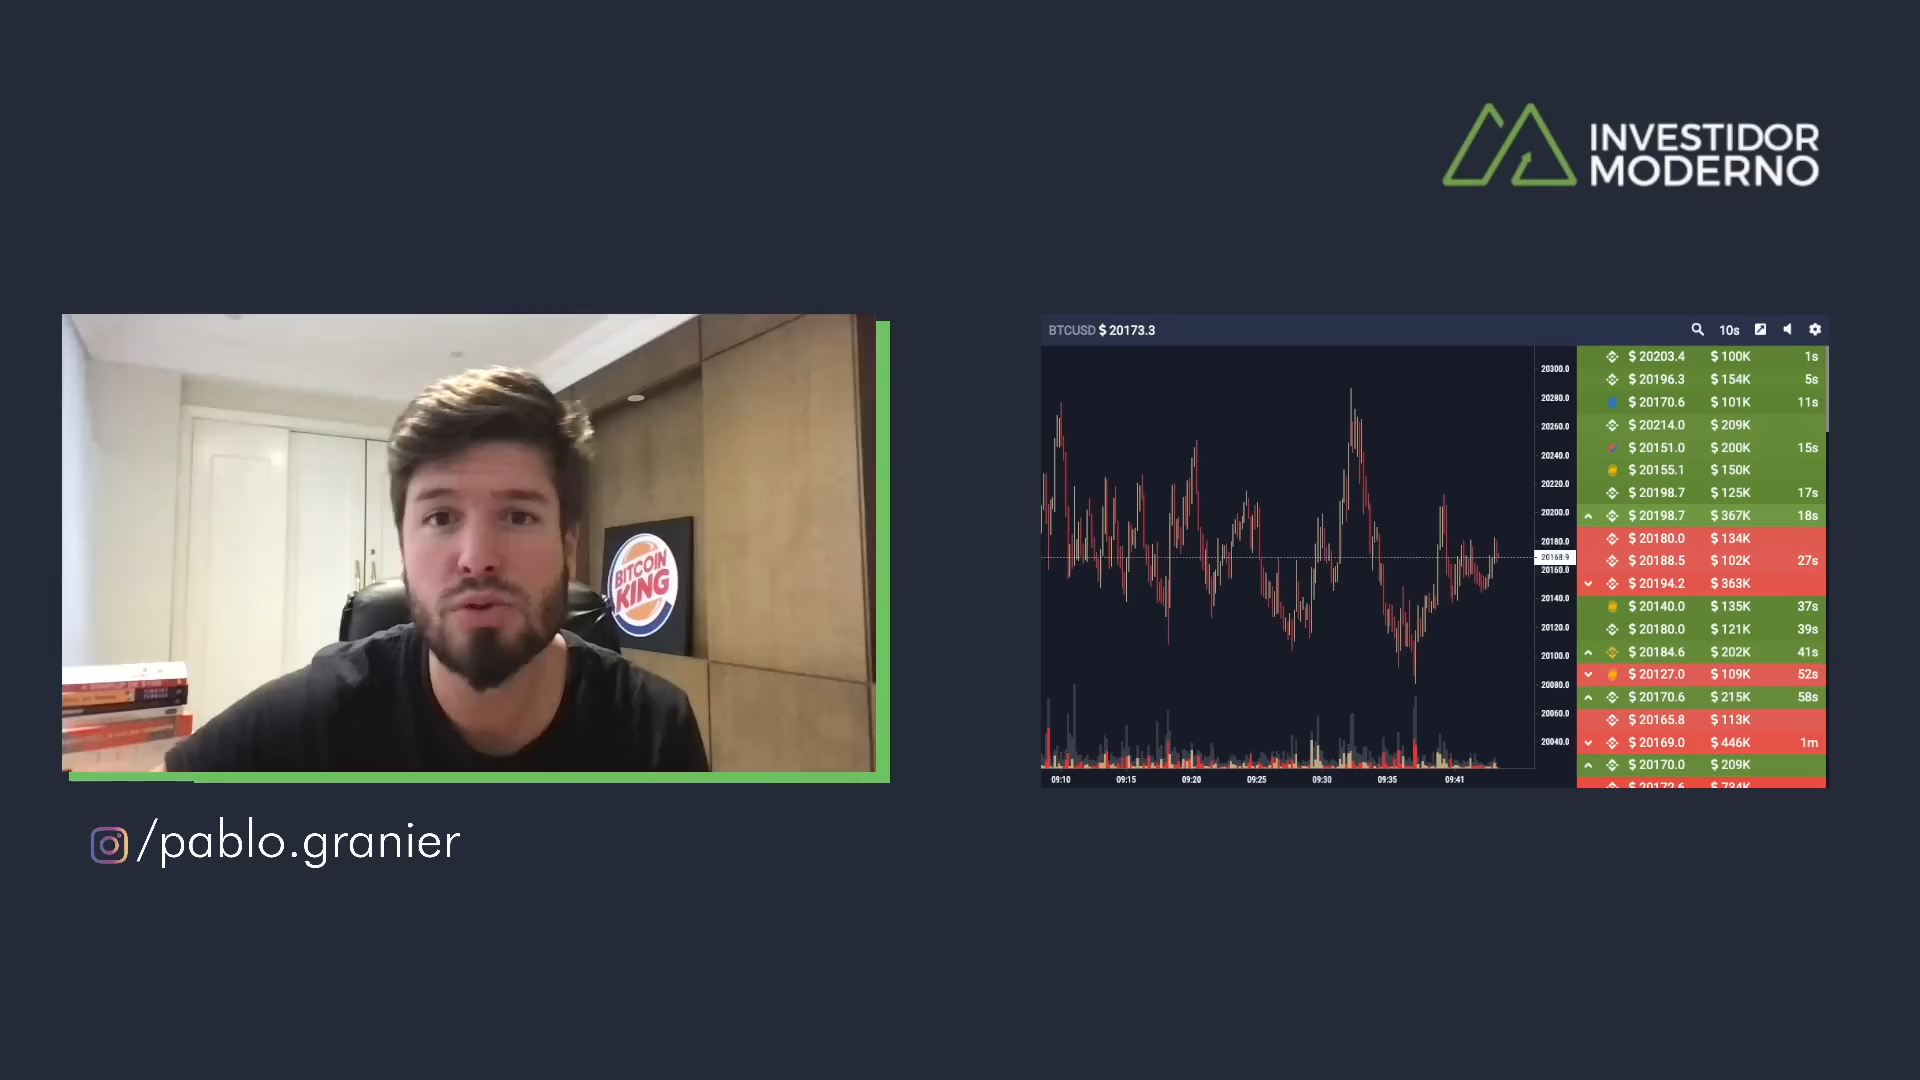 INVESTIDOR
MODERNO
BITCOIN
KING
/pablo.granier
BTCUSD $ 20173.3
10s
20300.0
20280.0
20260.0
20240.0
20220.0
20200.0
20180.0
20168.9
20160.0
20140.0
20120.0
20100.0
20080.0
20060.0
20040.0
09:10 09:15 09:20 09:25 09:30 09:35 09:41
$ 20203.4 $ 100K 1s
$ 20196.3 $ 154K 5s
$ 20170.6 $ 101K 11s
$ 20214.0 $ 209K
$ 20151.0 $ 200K 15s
$ 20155.1 $ 150K
$ 20198.7 $ 125K 17s
$ 20198.7 $ 367K 18s
$ 20180.0 $ 134K
$ 20188.5 $ 102K 27s
$ 20194.2 $ 363K
$ 20140.0 $ 135K 37s
$ 20180.0 $ 121K 39s
$ 20184.6 $ 202K 41s
$ 20127.0 $ 109K 52s
$ 20170.6 $ 215K 58s
$ 20165.8 $ 113K
$ 20169.0 $ 446K 1m
$ 20170.0 $ 209K
$ 20172.6 $ 734K